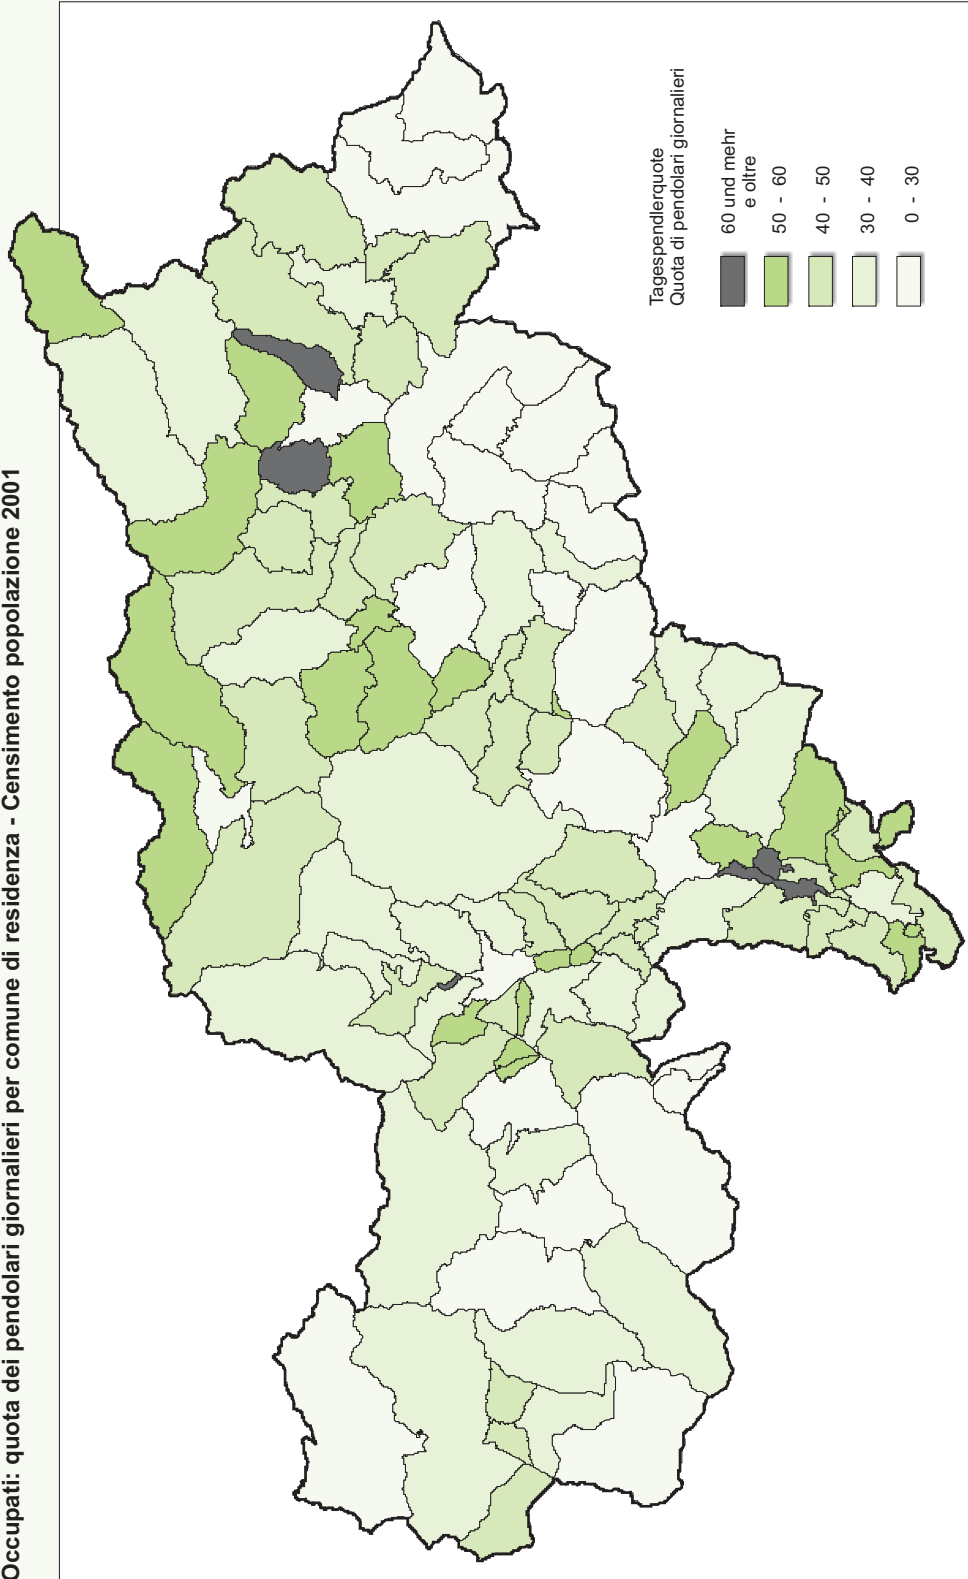 Occupati: quota dei pendolari giornalieri per comune di residenza - Censimento popolazione 2001
Tagespendlerquote
Quota di pendolari giornalieri
60 und mehr
e oltre
50 - 60
40 - 50
30 - 40
0 - 30